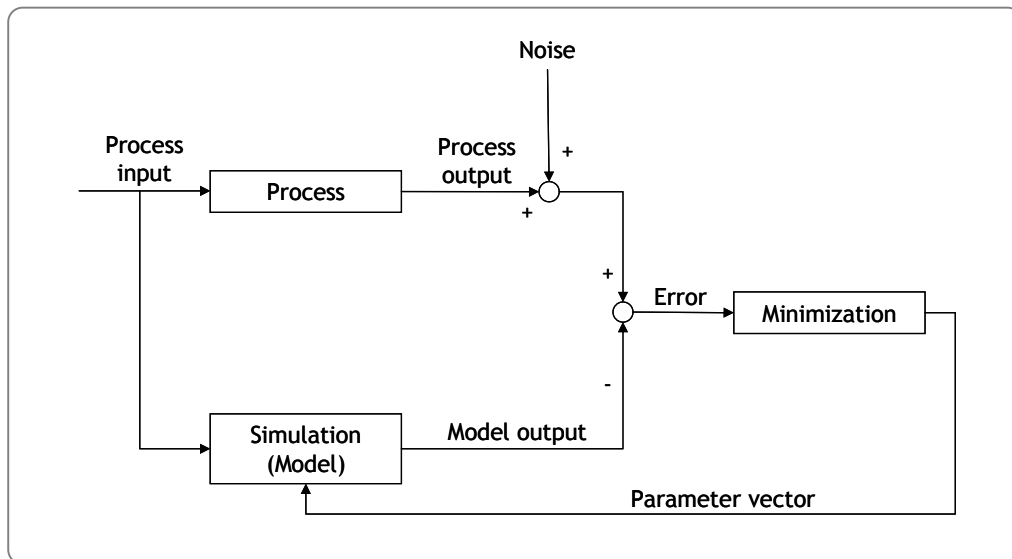 Noise
Process
input
Process
output
+
Process
+
+
Error
Minimization
-
Simulation
(Model)
Model output
Parameter vector